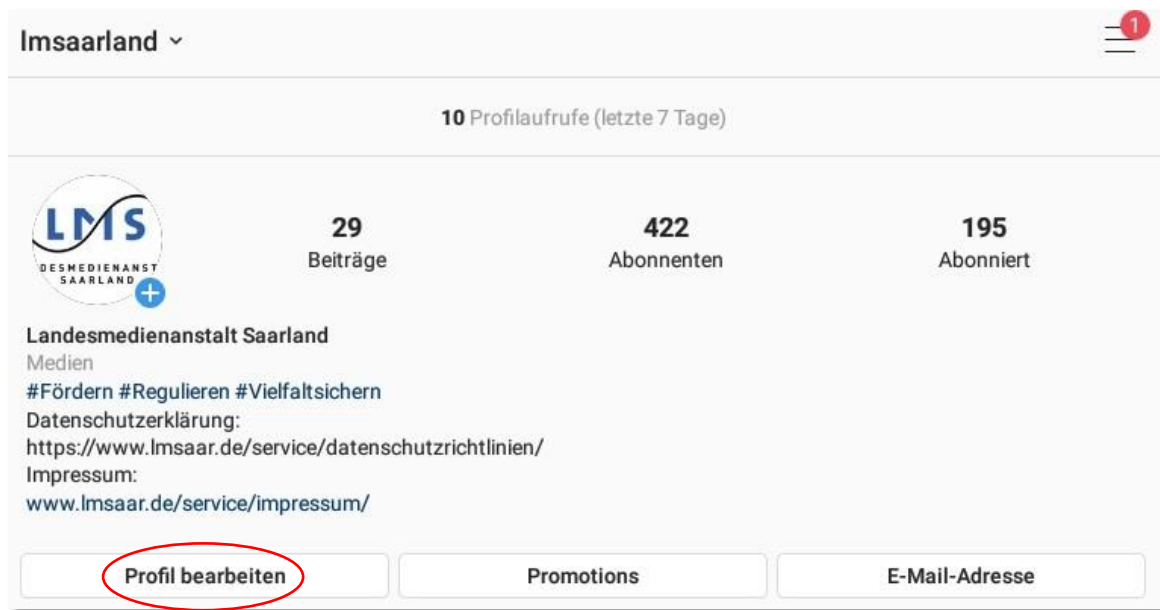 lmsaarland
1
10 Profilaufrufe (letzte 7 Tage)
LMS
DESMEDIENANST
SAARLAND
29
Beiträge
422
Abonnenten
195
Abonniert
Landesmedienanstalt Saarland
Medien
#Fördern #Regulieren #Vielfaltsichern
Datenschutzerklärung:
https://www.lmsaar.de/service/datenschutzrichtlinien/
Impressum:
www.lmsaar.de/service/impressum/
Profil bearbeiten
Promotions
E-Mail-Adresse